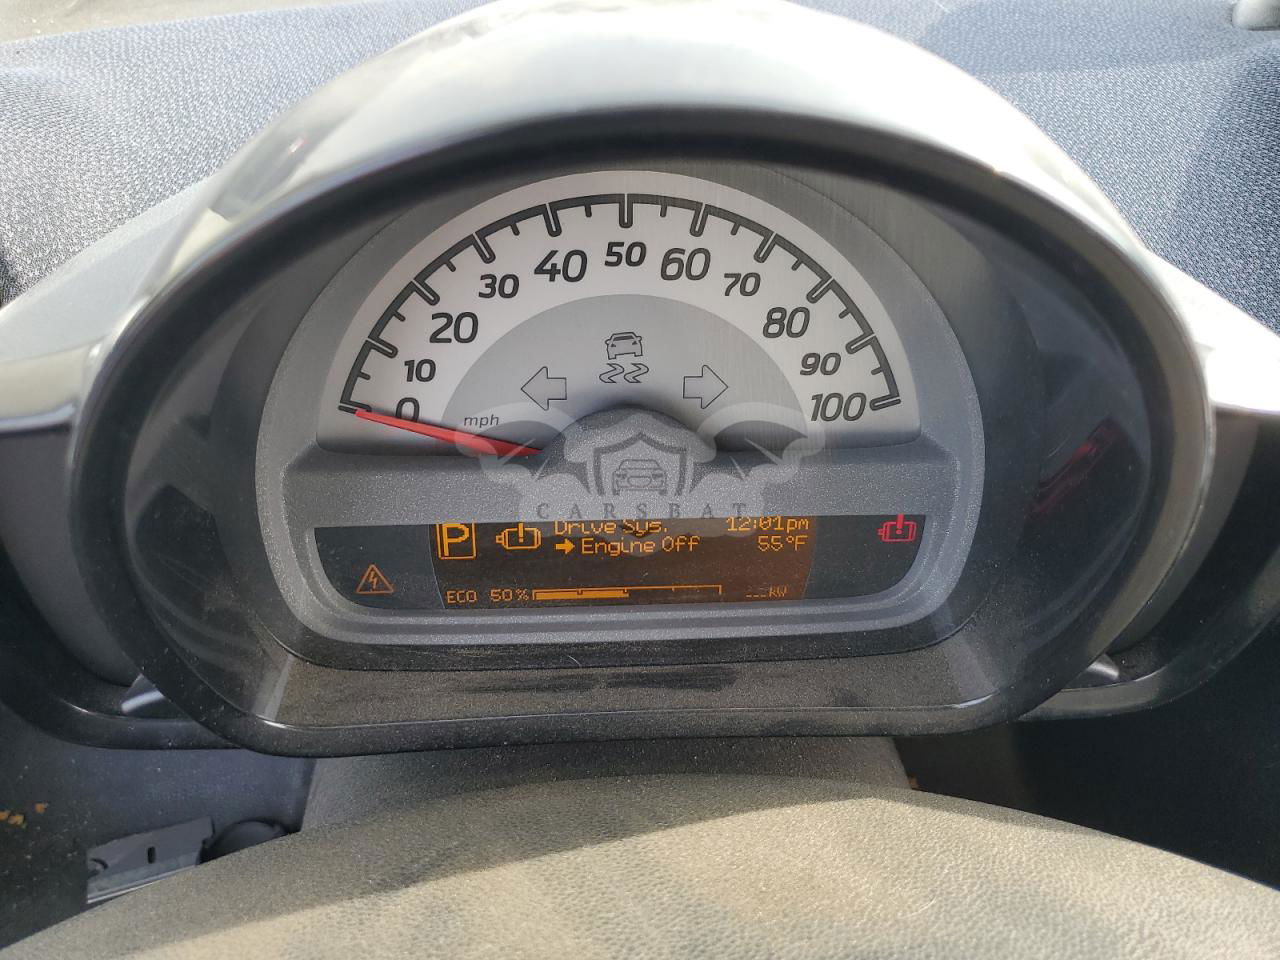 50
40
60
30
70
20
80
10
90
0
100
mph
CARSBAT
P
Drive Sys.
12:01pm
→ Engine Off
55°F
ECO 50%
---kW